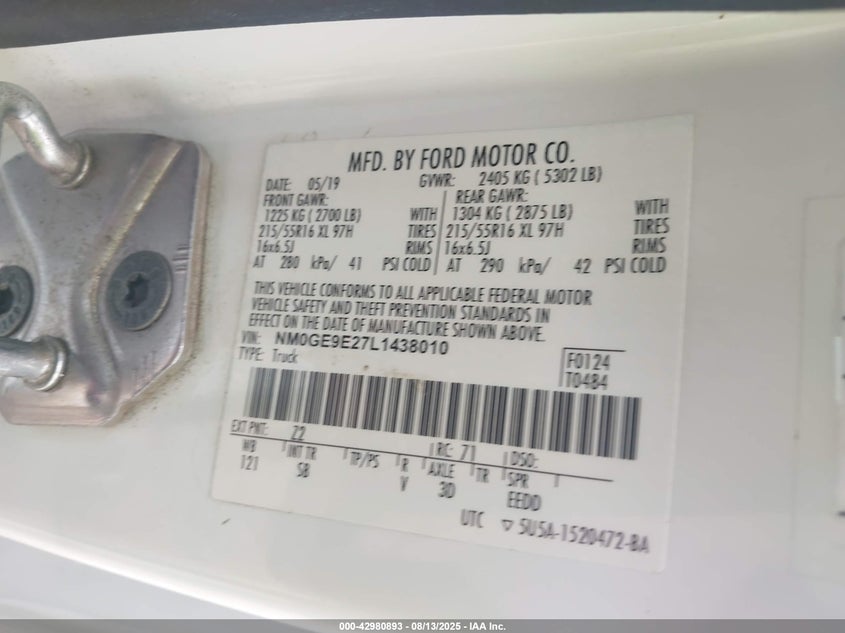 MFD. BY FORD MOTOR CO.
DATE: 05/19 GVWR: 2405 KG ( 5302 LB)
FRONT GAWR: REAR GAWR:
1225 KG ( 2700 LB) WITH 1304 KG ( 2875 LB) WITH
215/55R16 XL 97H TIRES 215/55R16 XL 97H TIRES
16x6.5J RIMS 16x6.5J RIMS
AT 280 kPa/ 41 PSI COLD AT 290 kPa/ 42 PSI COLD
THIS VEHICLE CONFORMS TO ALL APPLICABLE FEDERAL MOTOR
VEHICLE SAFETY AND THEFT PREVENTION STANDARDS IN
EFFECT ON THE DATE OF MANUFACTURE SHOWN ABOVE.
VIN: NM0GE9E27L1438010
TYPE: Truck
F0124
T0484
EXT PNT: Z2 RC: 71 DSO:
WB INT TR TP/PS R AXLE TR SPR
121 SB V 3D EEDD
UTC ▽ 5U5A-1520472-BA
000-42980893 - 08/13/2025 - IAA Inc.